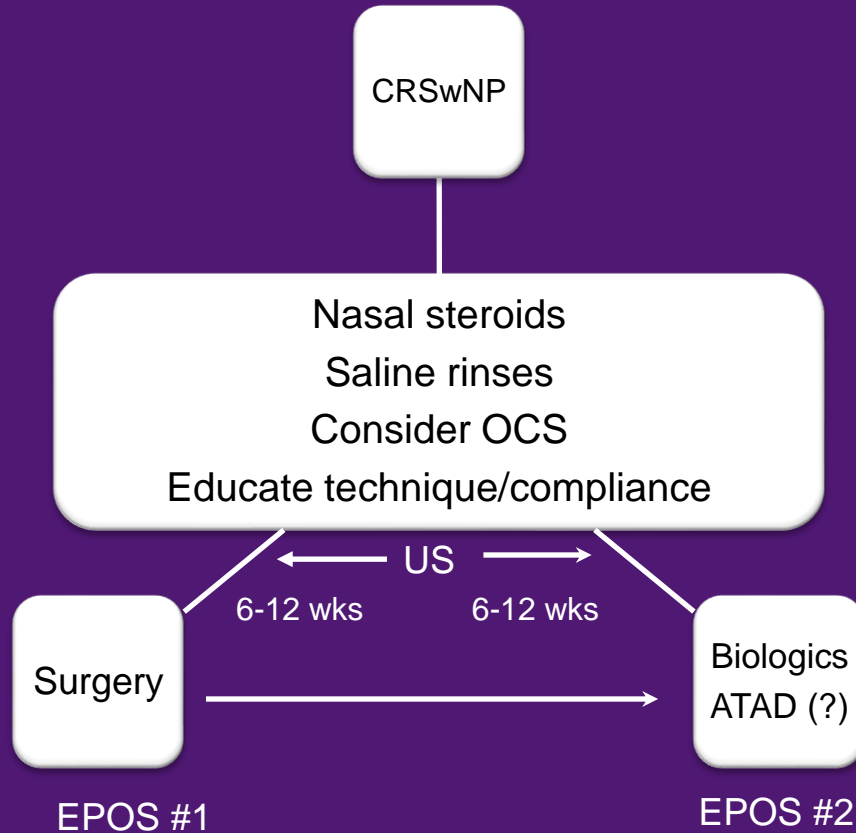 CRSwNP
Nasal steroids
Saline rinses
Consider OCS
Educate technique/compliance
US
6-12 wks
6-12 wks
Surgery
Biologics
ATAD (?)
EPOS #1
EPOS #2